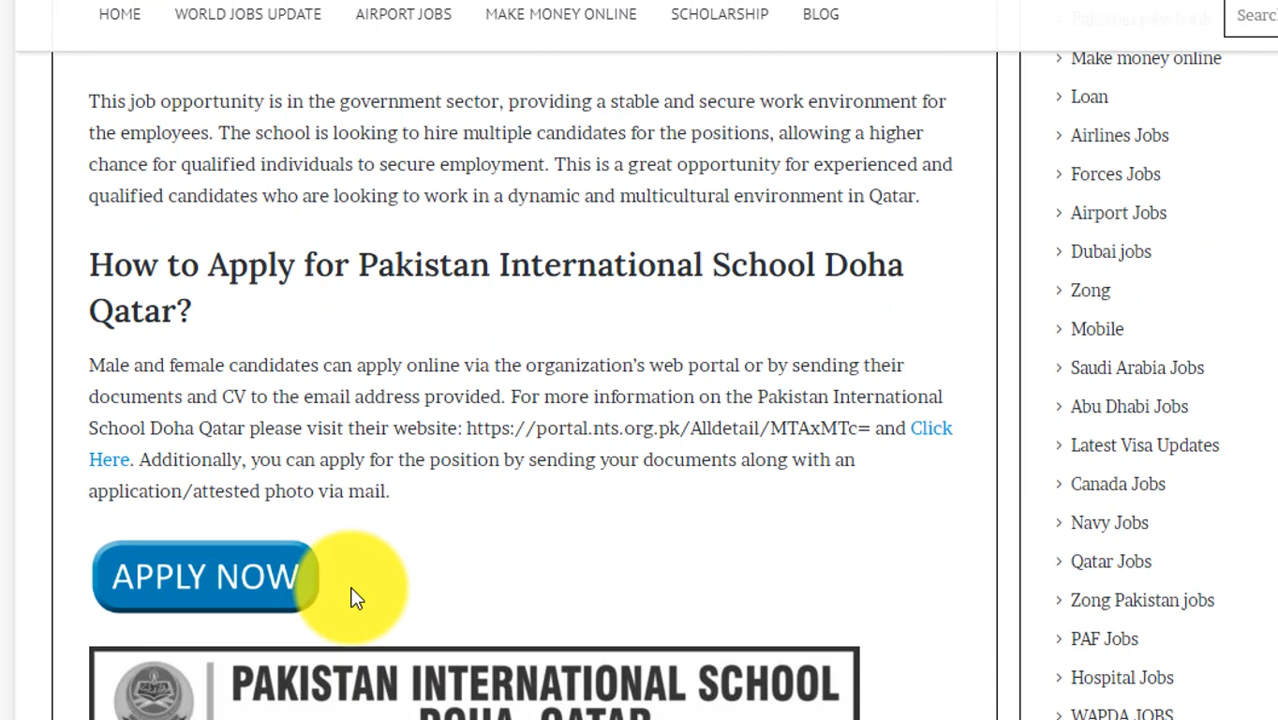 HOME WORLD JOBS UPDATE AIRPORT JOBS MAKE MONEY ONLINE SCHOLARSHIP BLOG
This job opportunity is in the government sector, providing a stable and secure work environment for
the employees. The school is looking to hire multiple candidates for the positions, allowing a higher
chance for qualified individuals to secure employment. This is a great opportunity for experienced and
qualified candidates who are looking to work in a dynamic and multicultural environment in Qatar.
How to Apply for Pakistan International School Doha
Qatar?
Male and female candidates can apply online via the organization's web portal or by sending their
documents and CV to the email address provided. For more information on the Pakistan International
School Doha Qatar please visit their website: https://portal.nts.org.pk/Alldetail/MTAxMTc= and Click
Here. Additionally, you can apply for the position by sending your documents along with an
application/attested photo via mail.
APPLY NOW
PAKISTAN INTERNATIONAL SCHOOL
DOHA, QATAR
Searc
Pakistan jobs bank
Make money online
Loan
Airlines Jobs
Forces Jobs
Airport Jobs
Dubai jobs
Zong
Mobile
Saudi Arabia Jobs
Abu Dhabi Jobs
Latest Visa Updates
Canada Jobs
Navy Jobs
Qatar Jobs
Zong Pakistan jobs
PAF Jobs
Hospital Jobs
WAPDA JOBS